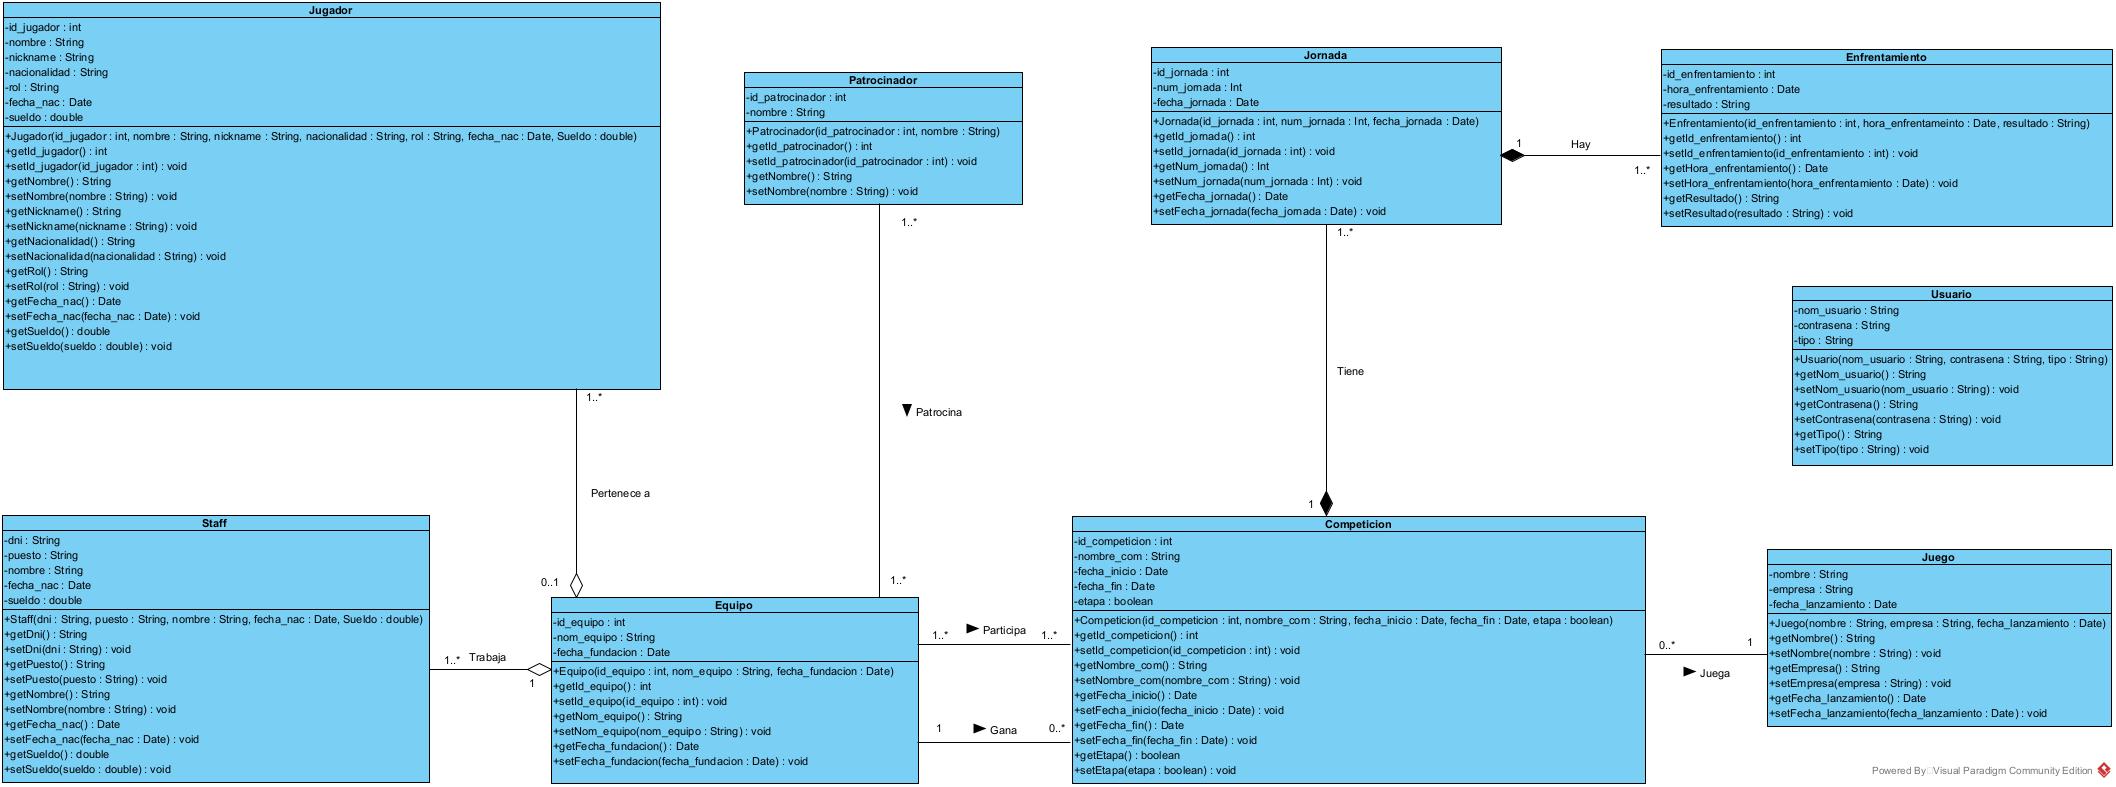 Jugador
-id_jugador : int
-nombre : String
-nickname : String
-nacionalidad : String
-rol : String
-fecha_nac : Date
-sueldo : double
+Jugador(id_jugador : int, nombre : String, nickname : String, nacionalidad : String, rol : String, fecha_nac : Date, Sueldo : double)
+getId_jugador() : int
+setId_jugador(id_jugador : int) : void
+getNombre() : String
+setNombre(nombre : String) : void
+getNickname() : String
+setNickname(nickname : String) : void
+getNacionalidad() : String
+setNacionalidad(nacionalidad : String) : void
+getRol() : String
+setRol(rol : String) : void
+getFecha_nac() : Date
+setFecha_nac(fecha_nac : Date) : void
+getSueldo() : double
+setSueldo(sueldo : double) : void
Patrocinador
-id_patrocinador : int
-nombre : String
+Patrocinador(id_patrocinador : int, nombre : String)
+getId_patrocinador() : int
+setId_patrocinador(id_patrocinador : int) : void
+getNombre() : String
+setNombre(nombre : String) : void
Jornada
-id_jornada : int
-num_jornada : Int
-fecha_jornada : Date
+Jornada(id_jornada : int, num_jornada : Int, fecha_jornada : Date)
+getId_jornada() : int
+setId_jornada(id_jornada : int) : void
+getNum_jornada() : Int
+setNum_jornada(num_jornada : Int) : void
+getFecha_jornada() : Date
+setFecha_jornada(fecha_jornada : Date) : void
1
Hay
1..*
Enfrentamiento
-id_enfrentamiento : int
-hora_enfrentamiento : Date
-resultado : String
+Enfrentamiento(id_enfrentamiento : int, hora_enfrentameinto : Date, resultado : String)
+getId_enfrentamiento() : int
+setId_enfrentamiento(id_enfrentamiento : int) : void
+getHora_enfrentamiento() : Date
+setHora_enfrentamiento(hora_enfrentamiento : Date) : void
+getResultado() : String
+setResultado(resultado : String) : void
1..*
Patrocina
1..*
1..*
Tiene
1
Usuario
-nom_usuario : String
-contrasena : String
-tipo : String
+Usuario(nom_usuario : String, contrasena : String, tipo : String)
+getNom_usuario() : String
+setNom_usuario(nom_usuario : String) : void
+getContrasena() : String
+setContrasena(contrasena : String) : void
+getTipo() : String
+setTipo(tipo : String) : void
1..*
Pertenece a
0..1
Staff
-dni : String
-puesto : String
-nombre : String
-fecha_nac : Date
-sueldo : double
+Staff(dni : String, puesto : String, nombre : String, fecha_nac : Date, Sueldo : double)
+getDni() : String
+setDni(dni : String) : void
+getPuesto() : String
+setPuesto(puesto : String) : void
+getNombre() : String
+setNombre(nombre : String) : void
+getFecha_nac() : Date
+setFecha_nac(fecha_nac : Date) : void
+getSueldo() : double
+setSueldo(sueldo : double) : void
1..*
Trabaja
1
Equipo
-id_equipo : int
-nom_equipo : String
-fecha_fundacion : Date
+Equipo(id_equipo : int, nom_equipo : String, fecha_fundacion : Date)
+getId_equipo() : int
+setId_equipo(id_equipo : int) : void
+getNom_equipo() : String
+setNom_equipo(nom_equipo : String) : void
+getFecha_fundacion() : Date
+setFecha_fundacion(fecha_fundacion : Date) : void
1..*
Participa
1..*
1
Gana
0..*
Competicion
-id_competicion : int
-nombre_com : String
-fecha_inicio : Date
-fecha_fin : Date
-etapa : boolean
+Competicion(id_competicion : int, nombre_com : String, fecha_inicio : Date, fecha_fin : Date, etapa : boolean)
+getId_competicion() : int
+setId_competicion(id_competicion : int) : void
+getNombre_com() : String
+setNombre_com(nombre_com : String) : void
+getFecha_inicio() : Date
+setFecha_inicio(fecha_inicio : Date) : void
+getFecha_fin() : Date
+setFecha_fin(fecha_fin : Date) : void
+getEtapa() : boolean
+setEtapa(etapa : boolean) : void
0..*
1
Juega
Juego
-nombre : String
-empresa : String
-fecha_lanzamiento : Date
+Juego(nombre : String, empresa : String, fecha_lanzamiento : Date)
+getNombre() : String
+setNombre(nombre : String) : void
+getEmpresa() : String
+setEmpresa(empresa : String) : void
+getFecha_lanzamiento() : Date
+setFecha_lanzamiento(fecha_lanzamiento : Date) : void
Powered By Visual Paradigm Community Edition